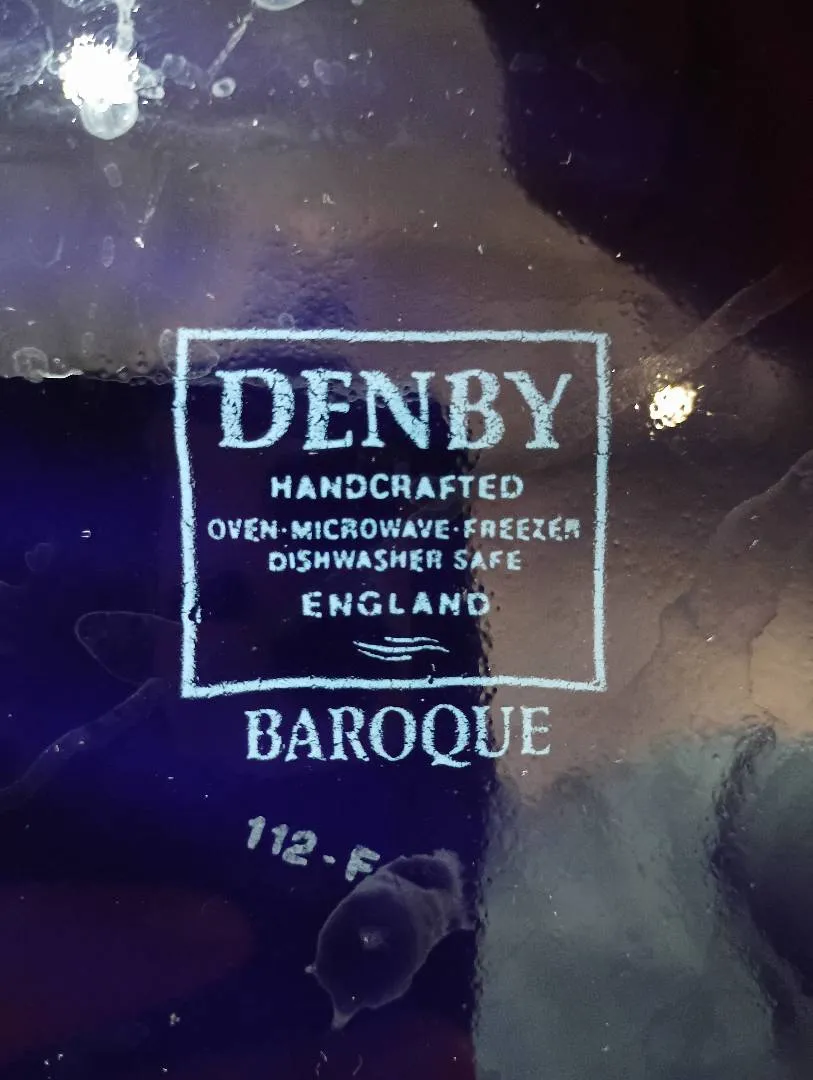 DENBY
HANDCRAFTED
OVEN·MICROWAVE·FREEZER
DISHWASHER SAFE
ENGLAND
BAROQUE
112-F